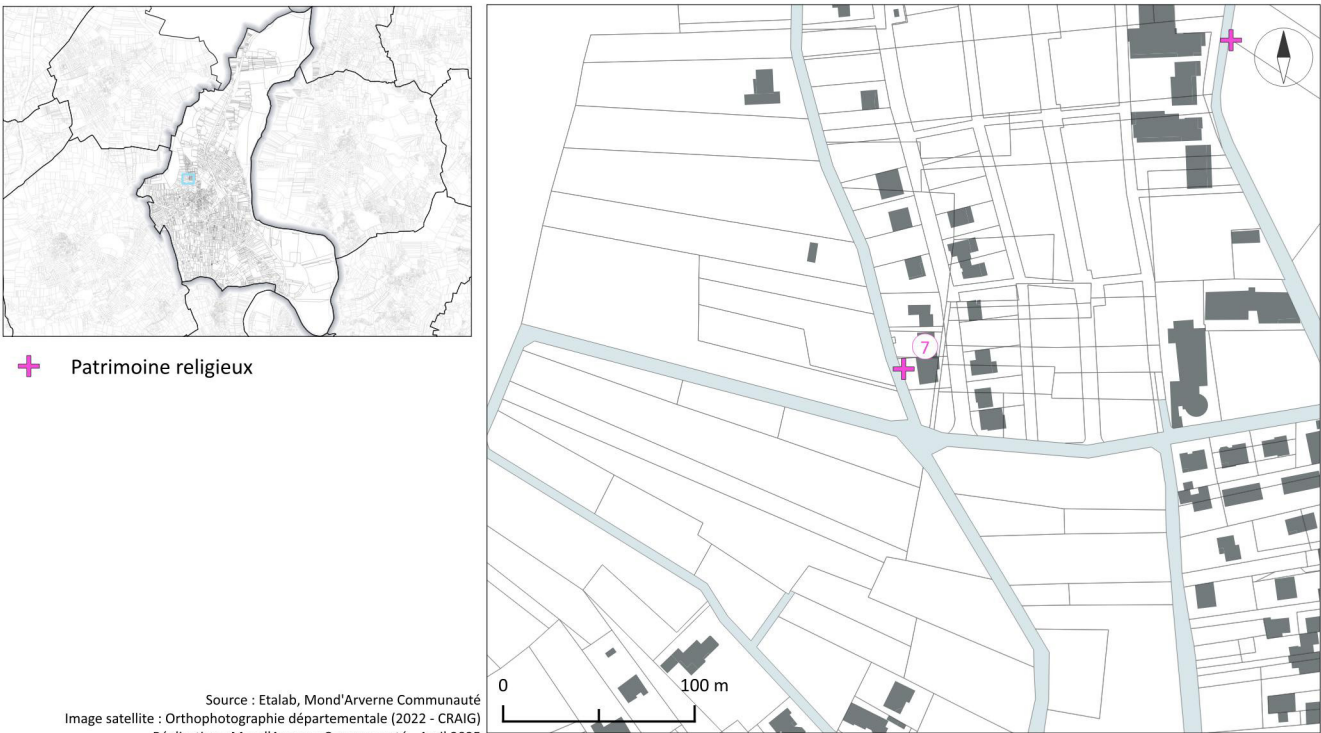 7
Patrimoine religieux
0 100 m
Source : Etalab, Mond'Arverne Communauté
Image satellite : Orthophotographie départementale (2022 - CRAIG)